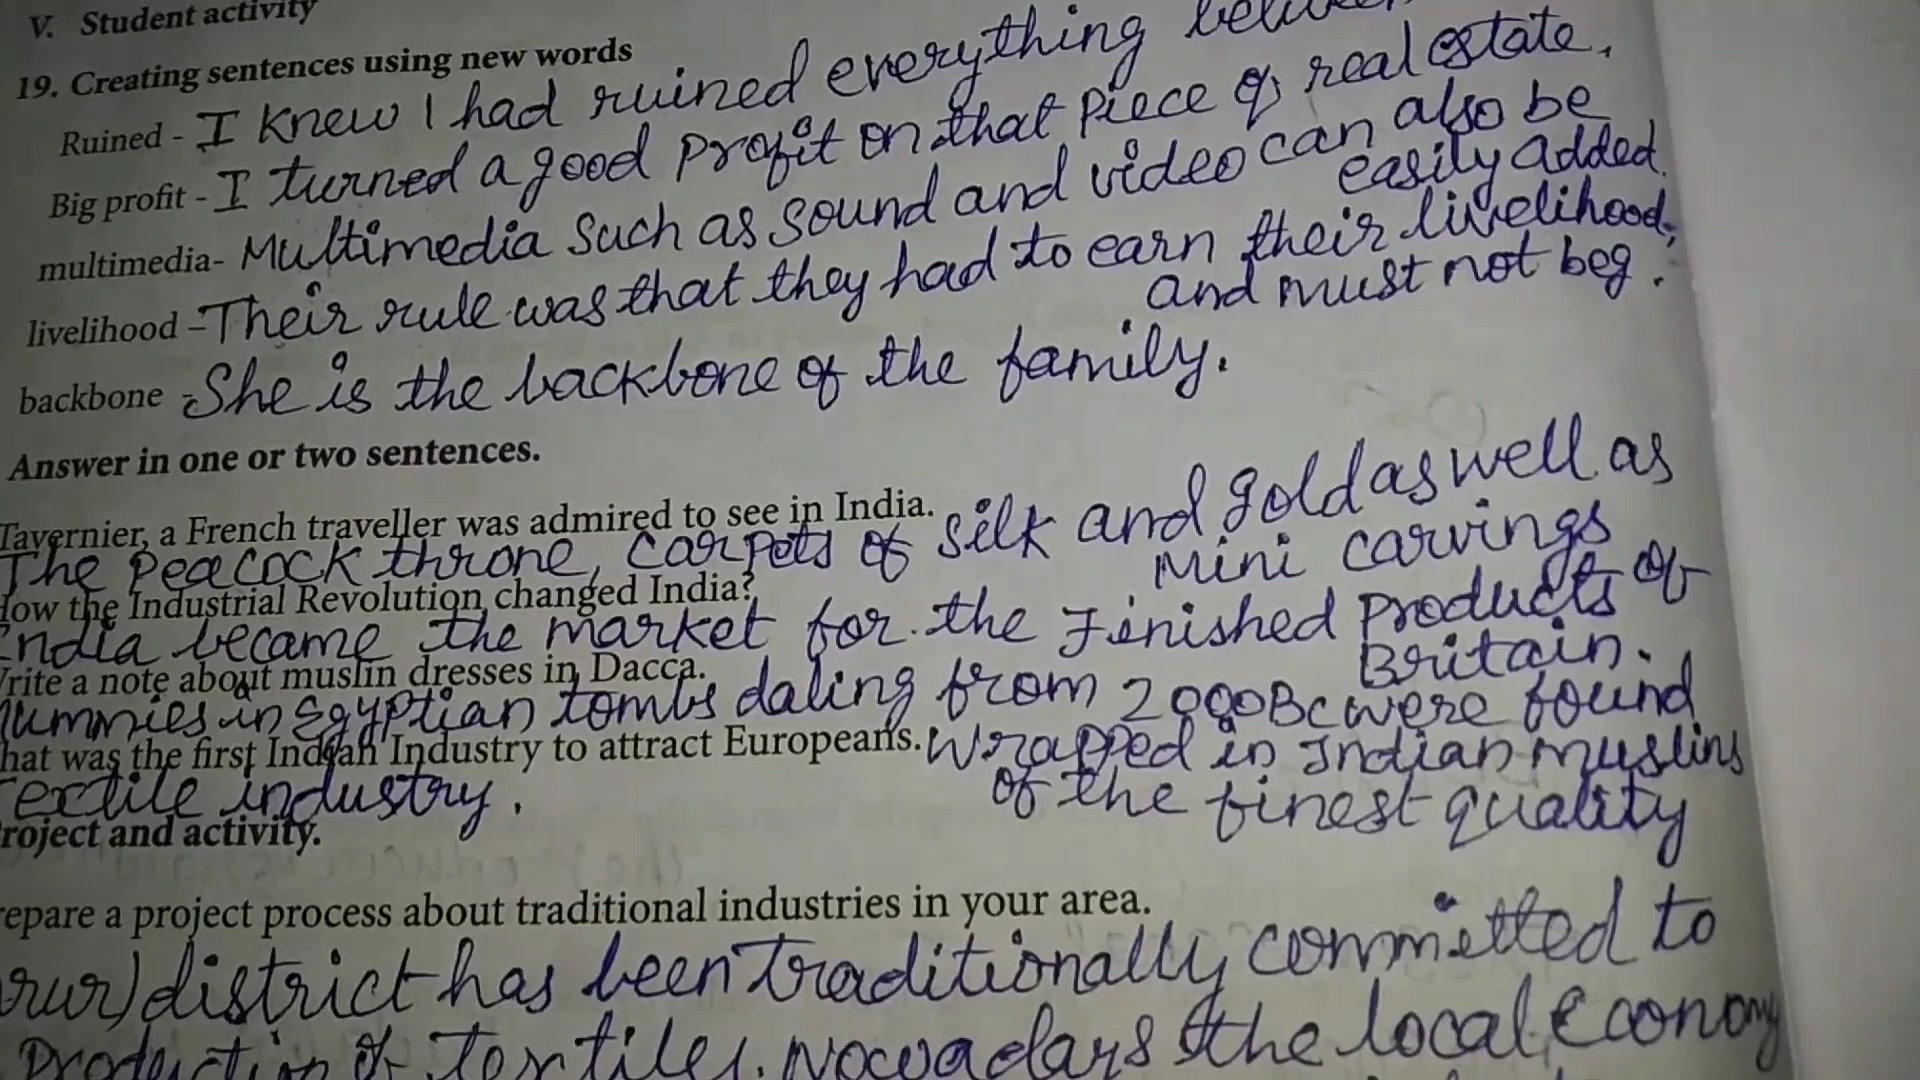 V. Student activity
19. Creating sentences using new words
Ruined - I knew I had ruined everything
Big profit - I turned a good profit on that piece of real estate.
multimedia- Multimedia such as sound and video can also be
easily added.
livelihood - Their rule was that they had to earn their livelihood,
and must not beg.
backbone - She is the backbone of the family.
Answer in one or two sentences.
Tavernier, a French traveller was admired to see in India.
The Peacock throne, carpets of silk and gold as well as
Mini carvings
How the Industrial Revolution changed India?
India became the market for the Finished products of
Britain.
Write a note about muslin dresses in Dacca.
Mummies in Egyptian tombs dating from 2000BC were found
What was the first Indian Industry to attract Europeans.
Wrapped in Indian muslins
of the finest quality
Textile industry.
Project and activity.
repare a project process about traditional industries in your area.
rur) district has been traditionally committed to
Production of textiles. Nowadays the local Economy